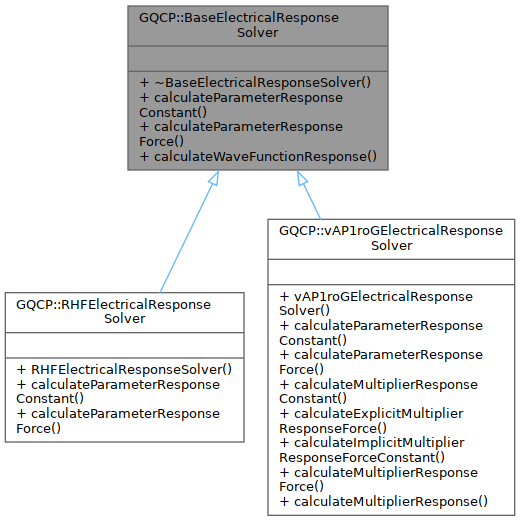 GQCP::BaseElectricalResponse
Solver
+ ~BaseElectricalResponseSolver()
+ calculateParameterResponse
Constant()
+ calculateParameterResponse
Force()
+ calculateWaveFunctionResponse()
GQCP::RHFElectricalResponse
Solver
+ RHFElectricalResponseSolver()
+ calculateParameterResponse
Constant()
+ calculateParameterResponse
Force()
GQCP::vAP1roGElectricalResponse
Solver
+ vAP1roGElectricalResponse
Solver()
+ calculateParameterResponse
Constant()
+ calculateParameterResponse
Force()
+ calculateMultiplierResponse
Constant()
+ calculateExplicitMultiplier
ResponseForce()
+ calculateImplicitMultiplier
ResponseForceConstant()
+ calculateMultiplierResponse
Force()
+ calculateMultiplierResponse()